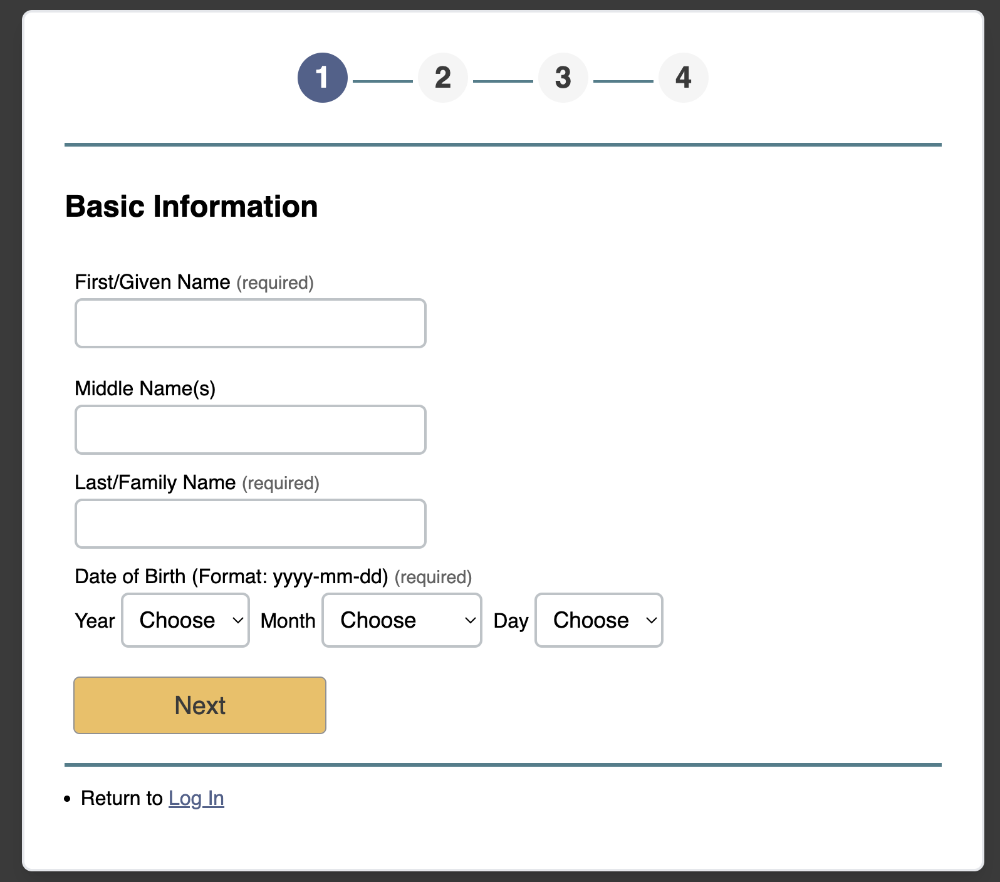 1 2 3 4
Basic Information
First/Given Name (required)
Middle Name(s)
Last/Family Name (required)
Date of Birth (Format: yyyy-mm-dd) (required)
Year Choose Month Choose Day Choose
Next
• Return to Log In